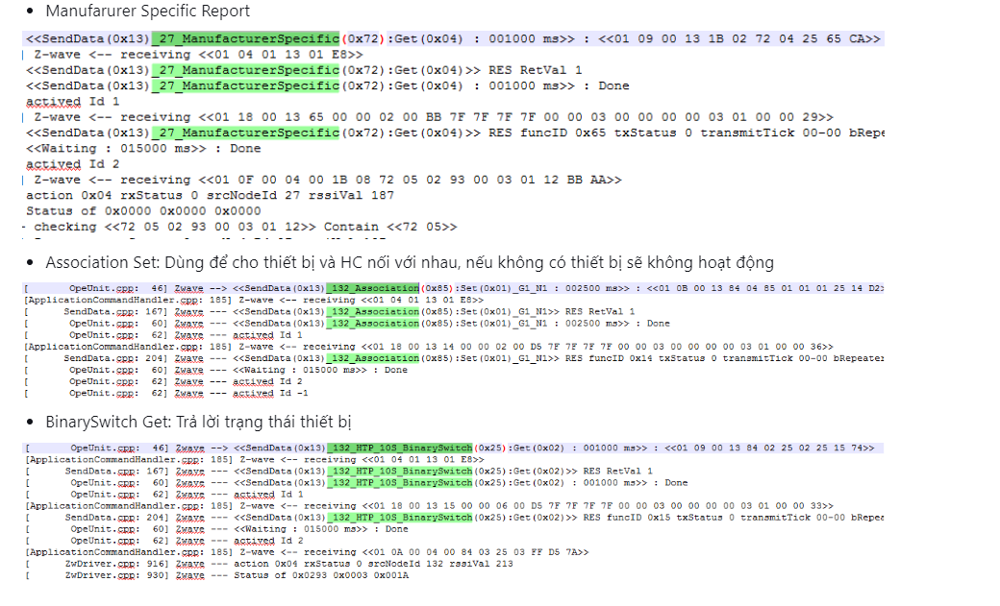 • Manufarurer Specific Report
<<SendData(0x13)_27_ManufacturerSpecific(0x72):Get(0x04) : 001000 ms>> : <<01 09 00 13 1B 02 72 04 25 65 CA>>
| Z-wave <-- receiving <<01 04 01 13 01 E8>>
<<SendData(0x13)_27_ManufacturerSpecific(0x72):Get(0x04)>> RES RetVal 1
<<SendData(0x13)_27_ManufacturerSpecific(0x72):Get(0x04) : 001000 ms>> : Done
actived Id 1
| Z-wave <-- receiving <<01 18 00 13 65 00 00 02 00 BB 7F 7F 7F 7F 00 00 03 00 00 00 00 03 01 00 00 29>>
<<SendData(0x13)_27_ManufacturerSpecific(0x72):Get(0x04)>> RES funcID 0x65 txStatus 0 transmitTick 00-00 bRepe
<<Waiting : 015000 ms>> : Done
actived Id 2
| Z-wave <-- receiving <<01 0F 00 04 00 1B 08 72 05 02 93 00 03 01 12 BB AA>>
action 0x04 rxStatus 0 srcNodeId 27 rssiVal 187
Status of 0x0000 0x0000 0x0000
- checking <<72 05 02 93 00 03 01 12>> Contain <<72 05>>
• Association Set: Dùng để cho thiết bị và HC nối với nhau, nếu không có thiết bị sẽ không hoạt động
[ OpeUnit.cpp: 46] Zwave --> <<SendData(0x13)_132_Association(0x85):Set(0x01)_G1_N1 : 002500 ms>> : <<01 0B 00 13 84 04 85 01 01 01 25 14 D2>
[ApplicationCommandHandler.cpp: 185] Z-wave <-- receiving <<01 04 01 13 01 E8>>
[ SendData.cpp: 167] Zwave --- <<SendData(0x13)_132_Association(0x85):Set(0x01)_G1_N1>> RES RetVal 1
[ OpeUnit.cpp: 60] Zwave --- <<SendData(0x13)_132_Association(0x85):Set(0x01)_G1_N1 : 002500 ms>> : Done
[ OpeUnit.cpp: 62] Zwave --- actived Id 1
[ApplicationCommandHandler.cpp: 185] Z-wave <-- receiving <<01 18 00 13 14 00 00 02 00 D5 7F 7F 7F 7F 00 00 03 00 00 00 00 03 01 00 00 36>>
[ SendData.cpp: 204] Zwave --- <<SendData(0x13)_132_Association(0x85):Set(0x01)_G1_N1>> RES funcID 0x14 txStatus 0 transmitTick 00-00 bRepeate
[ OpeUnit.cpp: 60] Zwave --- <<Waiting : 015000 ms>> : Done
[ OpeUnit.cpp: 62] Zwave --- actived Id 2
[ OpeUnit.cpp: 62] Zwave --- actived Id -1
• BinarySwitch Get: Trả lời trạng thái thiết bị
[ OpeUnit.cpp: 46] Zwave --> <<SendData(0x13)_132_HTP_10S_BinarySwitch(0x25):Get(0x02) : 001000 ms>> : <<01 09 00 13 84 02 25 02 25 15 74>>
[ApplicationCommandHandler.cpp: 185] Z-wave <-- receiving <<01 04 01 13 01 E8>>
[ SendData.cpp: 167] Zwave --- <<SendData(0x13)_132_HTP_10S_BinarySwitch(0x25):Get(0x02)>> RES RetVal 1
[ OpeUnit.cpp: 60] Zwave --- <<SendData(0x13)_132_HTP_10S_BinarySwitch(0x25):Get(0x02) : 001000 ms>> : Done
[ OpeUnit.cpp: 62] Zwave --- actived Id 1
[ApplicationCommandHandler.cpp: 185] Z-wave <-- receiving <<01 18 00 13 15 00 00 06 00 D5 7F 7F 7F 7F 00 00 03 00 00 00 00 03 01 00 00 33>>
[ SendData.cpp: 204] Zwave --- <<SendData(0x13)_132_HTP_10S_BinarySwitch(0x25):Get(0x02)>> RES funcID 0x15 txStatus 0 transmitTick 00-00 bRepea
[ OpeUnit.cpp: 60] Zwave --- <<Waiting : 015000 ms>> : Done
[ OpeUnit.cpp: 62] Zwave --- actived Id 2
[ApplicationCommandHandler.cpp: 185] Z-wave <-- receiving <<01 0A 00 04 00 84 03 25 03 FF D5 7A>>
[ ZwDriver.cpp: 916] Zwave --- action 0x04 rxStatus 0 srcNodeId 132 rssiVal 213
[ ZwDriver.cpp: 930] Zwave --- Status of 0x0293 0x0003 0x001A